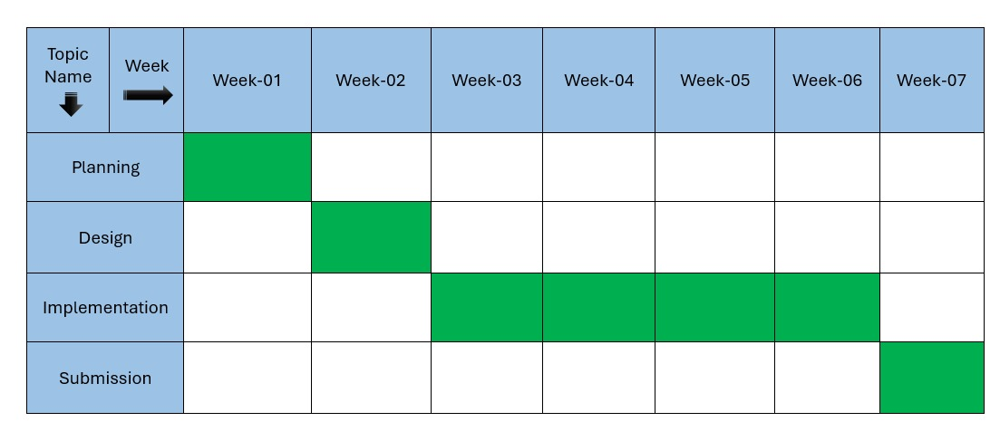 Topic
Name
Week
Week-01
Week-02
Week-03
Week-04
Week-05
Week-06
Week-07
Planning
Design
Implementation
Submission